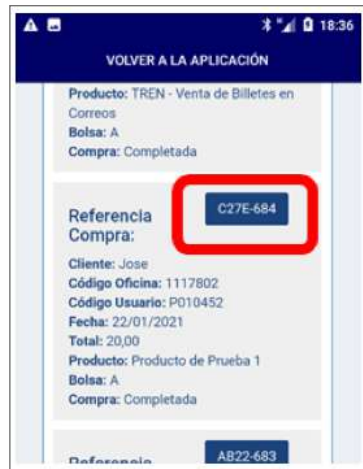 18:36
VOLVER A LA APLICACIÓN
Producto: TREN - Venta de Billetes en
Correos
Bolsa: A
Compra: Completada
Referencia
Compra:
C27E-684
Cliente: Jose
Código Oficina: 1117802
Código Usuario: P010452
Fecha: 22/01/2021
Total: 20,00
Producto: Producto de Prueba 1
Bolsa: A
Compra: Completada
Referencia
AB22-683